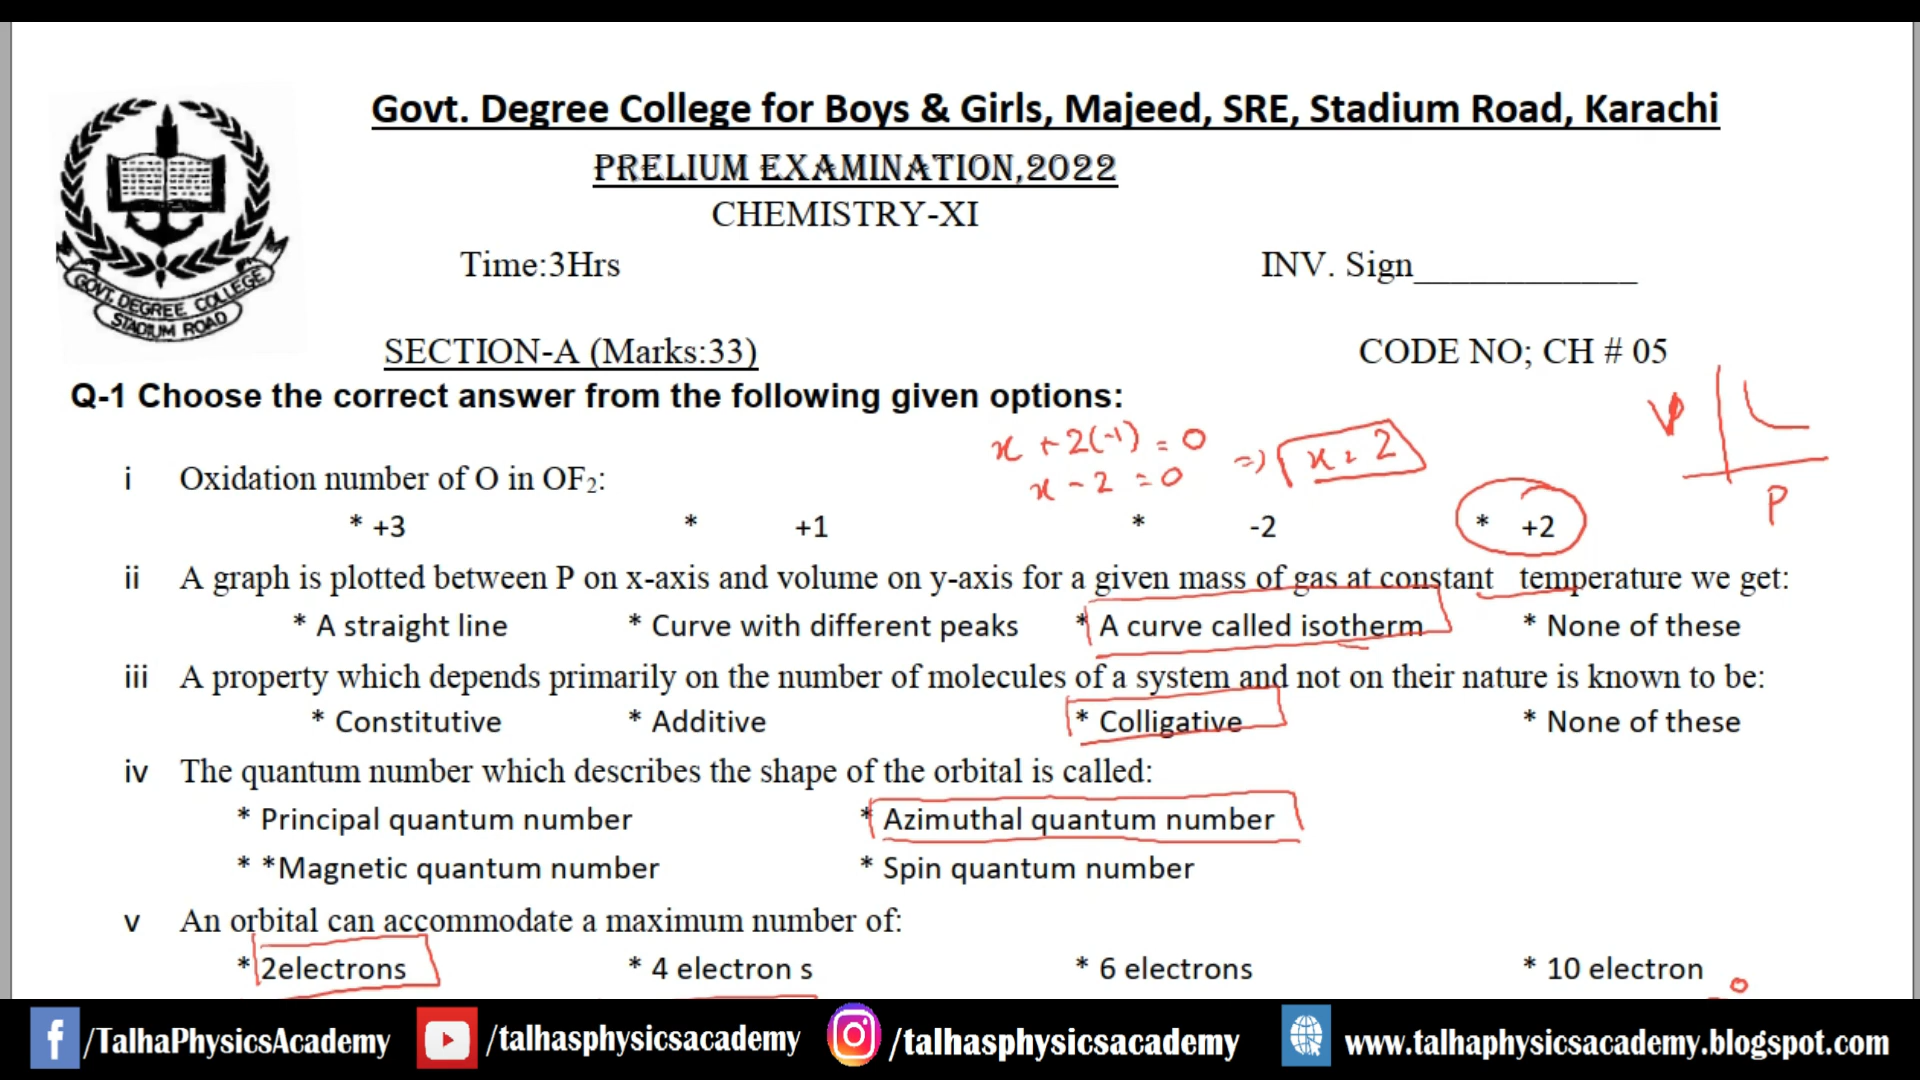 Govt. Degree College for Boys & Girls, Majeed, SRE, Stadium Road, Karachi
PRELIUM EXAMINATION,2022
CHEMISTRY-XI
Time:3Hrs INV. Sign____________
GOVT. DEGREE COLLEGE
STADIUM ROAD
SECTION-A (Marks:33) CODE NO; CH # 05
Q-1 Choose the correct answer from the following given options:
x + 2(-1) = 0
x - 2 = 0 => x = 2
V
P
i Oxidation number of O in OF₂:
* +3 * +1 * -2 * +2
ii A graph is plotted between P on x-axis and volume on y-axis for a given mass of gas at constant temperature we get:
* A straight line * Curve with different peaks * A curve called isotherm * None of these
iii A property which depends primarily on the number of molecules of a system and not on their nature is known to be:
* Constitutive * Additive * Colligative * None of these
iv The quantum number which describes the shape of the orbital is called:
* Principal quantum number * Azimuthal quantum number
* *Magnetic quantum number * Spin quantum number
v An orbital can accommodate a maximum number of:
* 2electrons * 4 electron s * 6 electrons * 10 electron
/TalhaPhysicsAcademy /talhasphysicsacademy /talhasphysicsacademy www.talhaphysicsacademy.blogspot.com